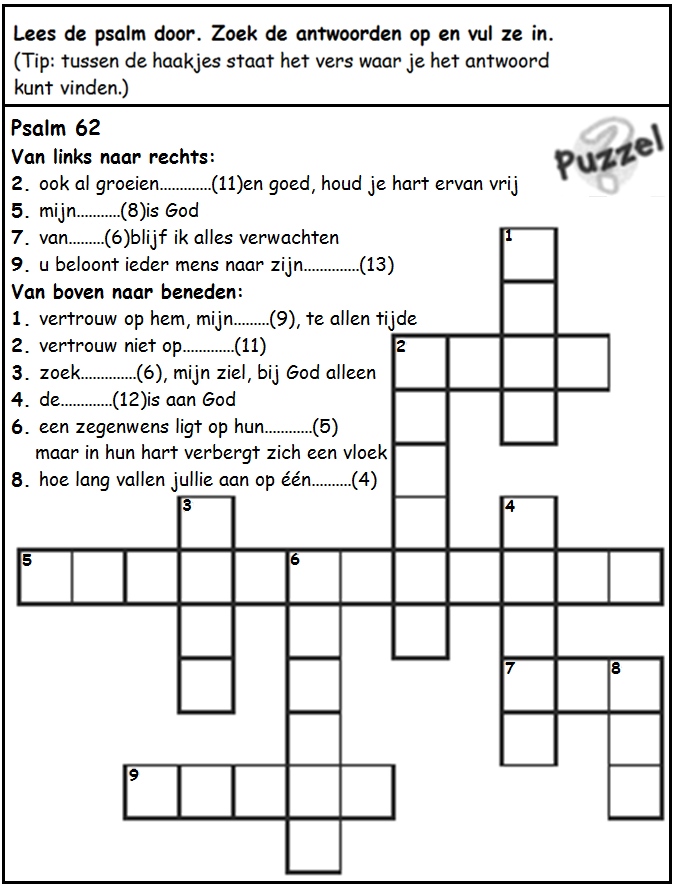 Lees de psalm door. Zoek de antwoorden op en vul ze in.
(Tip: tussen de haakjes staat het vers waar je het antwoord
kunt vinden.)
Psalm 62
Puzzel
Van links naar rechts:
2. ook al groeien.............(11)en goed, houd je hart ervan vrij
5. mijn...........(8)is God
7. van.........(6)blijf ik alles verwachten
9. u beloont ieder mens naar zijn..............(13)
Van boven naar beneden:
1. vertrouw op hem, mijn.........(9), te allen tijde
2. vertrouw niet op.............(11)
3. zoek..............(6), mijn ziel, bij God alleen
4. de.............(12)is aan God
6. een zegenwens ligt op hun............(5)
maar in hun hart verbergt zich een vloek
8. hoe lang vallen jullie aan op één..........(4)
1
2
3
4
5
6
7
8
9